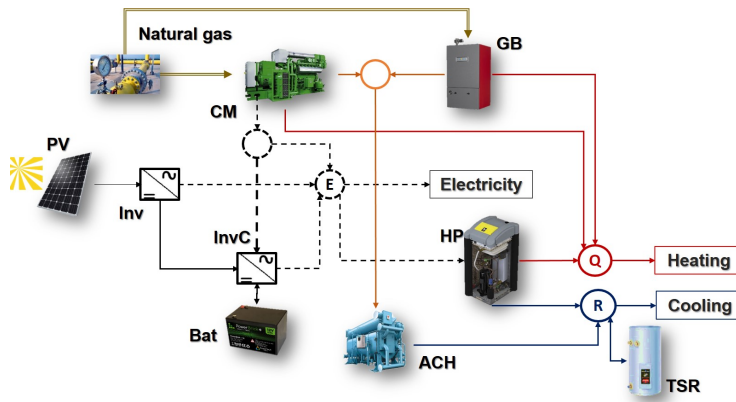 Natural gas
GB
CM
PV
E
Electricity
Inv
InvC
HP
Q
Heating
R
Cooling
Bat
ACH
TSR